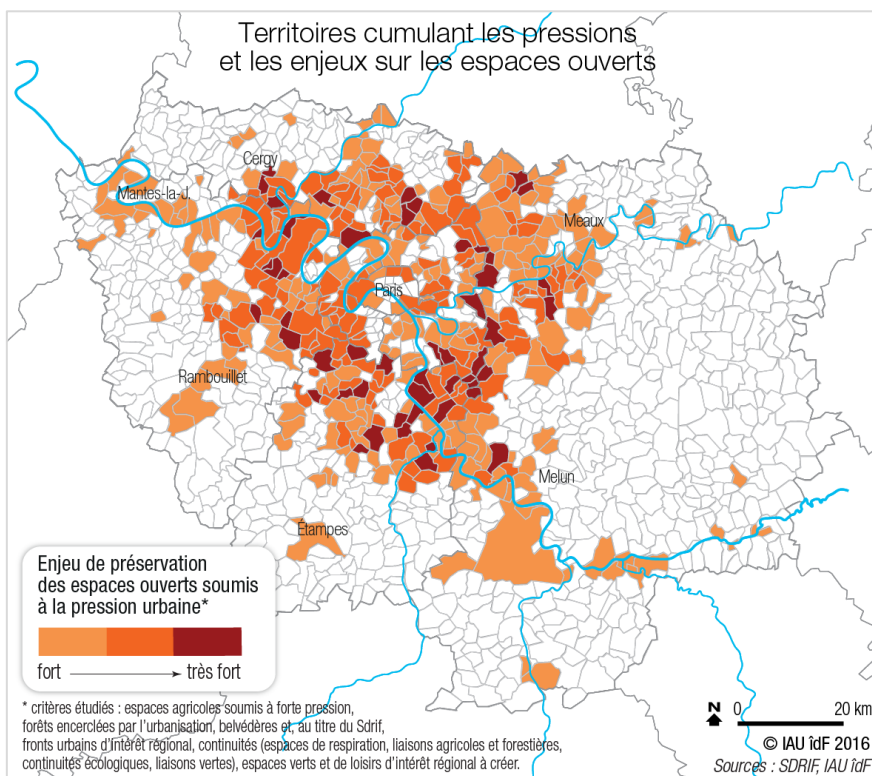 Territoires cumulant les pressions
et les enjeux sur les espaces ouverts
Cergy
Mantes-la-J.
Meaux
Paris
Rambouillet
Melun
Étampes
Enjeu de préservation
des espaces ouverts soumis
à la pression urbaine*
fort très fort
* critères étudiés : espaces agricoles soumis à forte pression,
forêts encerclées par l'urbanisation, belvédères et, au titre du Sdrif,
fronts urbains d'intérêt régional, continuités (espaces de respiration, liaisons agricoles et forestières,
continuités écologiques, liaisons vertes), espaces verts et de loisirs d'intérêt régional à créer.
N 0 20 km
© IAU îdF 2016
Sources : SDRIF, IAU îdF